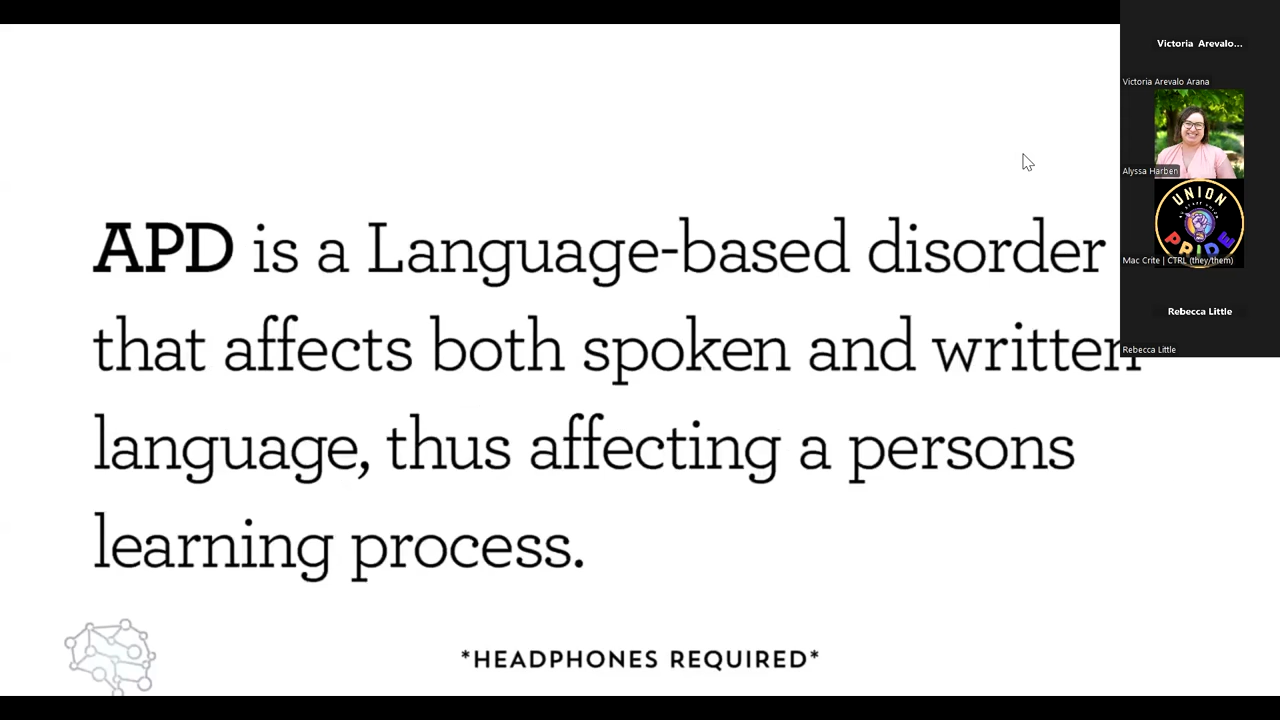 APD is a Language-based disorder
that affects both spoken and written
language, thus affecting a persons
learning process.
*HEADPHONES REQUIRED*
Victoria Arevalo...
Victoria Arevalo Arana
Alyssa Harben
UNION
PRIDE
Mac Crite | CTRL (they/them)
Rebecca Little
Rebecca Little